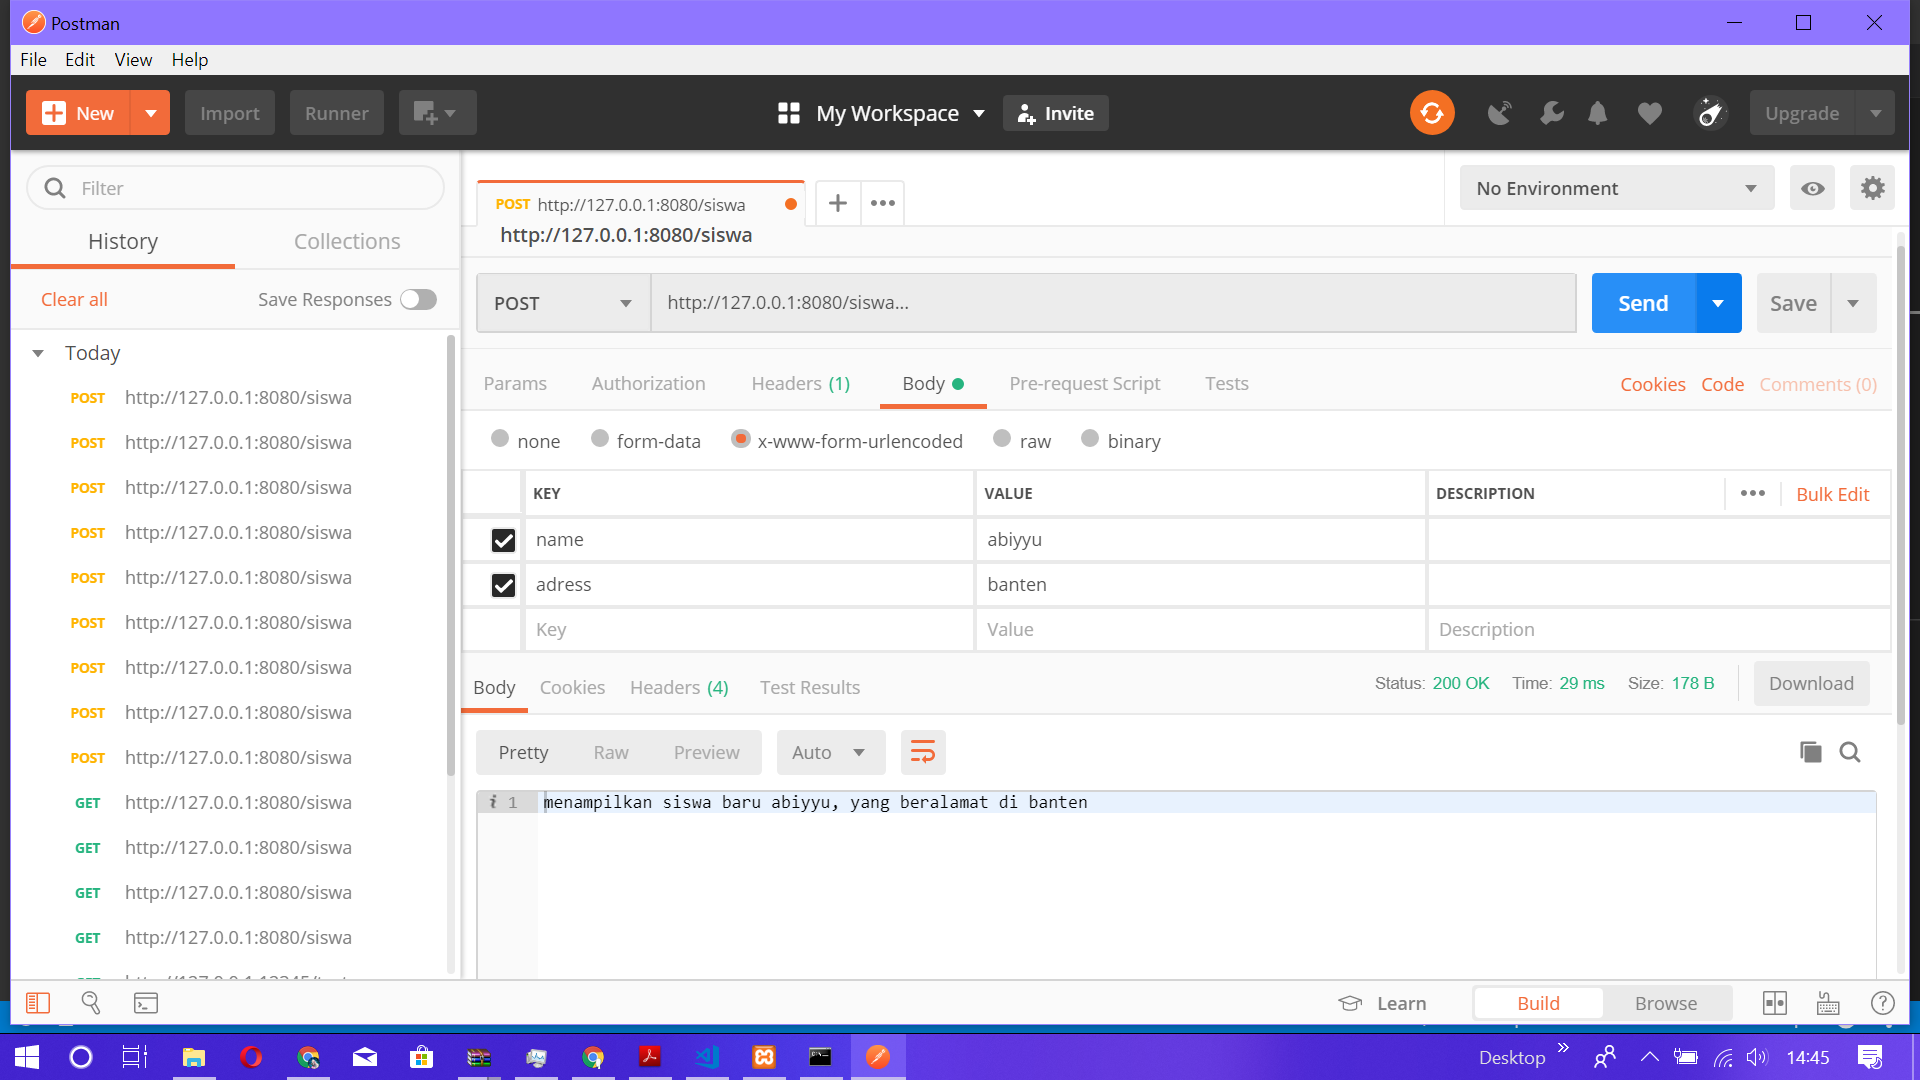 Postman
File Edit View Help
New Import Runner My Workspace Invite Upgrade
Filter
History Collections
Clear all Save Responses
Today
POST http://127.0.0.1:8080/siswa
POST http://127.0.0.1:8080/siswa
POST http://127.0.0.1:8080/siswa
POST http://127.0.0.1:8080/siswa
POST http://127.0.0.1:8080/siswa
POST http://127.0.0.1:8080/siswa
POST http://127.0.0.1:8080/siswa
POST http://127.0.0.1:8080/siswa
POST http://127.0.0.1:8080/siswa
GET http://127.0.0.1:8080/siswa
GET http://127.0.0.1:8080/siswa
GET http://127.0.0.1:8080/siswa
GET http://127.0.0.1:8080/siswa
POST http://127.0.0.1:8080/siswa
No Environment
http://127.0.0.1:8080/siswa
POST http://127.0.0.1:8080/siswa... Send Save
Params Authorization Headers (1) Body Pre-request Script Tests Cookies Code Comments (0)
none form-data x-www-form-urlencoded raw binary
KEY VALUE DESCRIPTION ••• Bulk Edit
name abiyyu
adress banten
Key Value Description
Body Cookies Headers (4) Test Results Status: 200 OK Time: 29 ms Size: 178 B Download
Pretty Raw Preview Auto
i 1 menampilkan siswa baru abiyyu, yang beralamat di banten
Learn Build Browse
Desktop 14:45